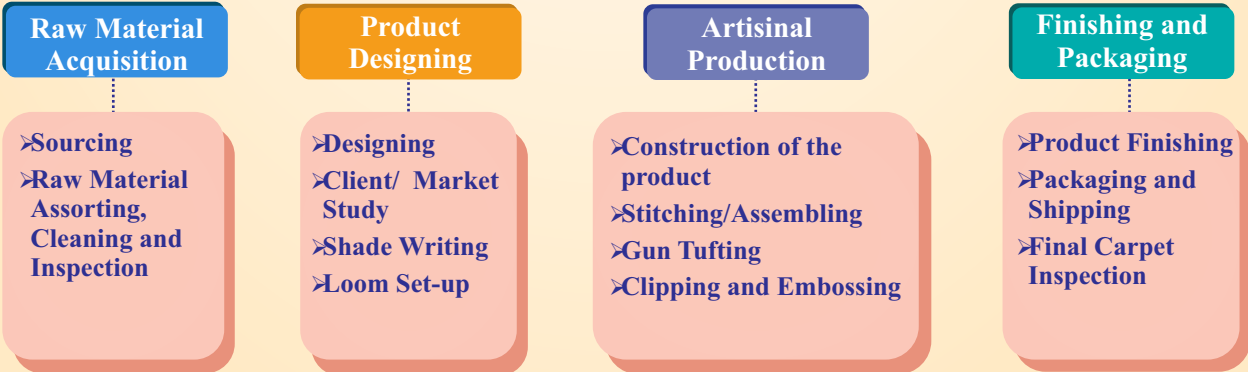 Raw Material
Acquisition
➢Sourcing
➢Raw Material
Assorting,
Cleaning and
Inspection
Product
Designing
➢Designing
➢Client/ Market
Study
➢Shade Writing
➢Loom Set-up
Artisinal
Production
➢Construction of the
product
➢Stitching/Assembling
➢Gun Tufting
➢Clipping and Embossing
Finishing and
Packaging
➢Product Finishing
➢Packaging and
Shipping
➢Final Carpet
Inspection